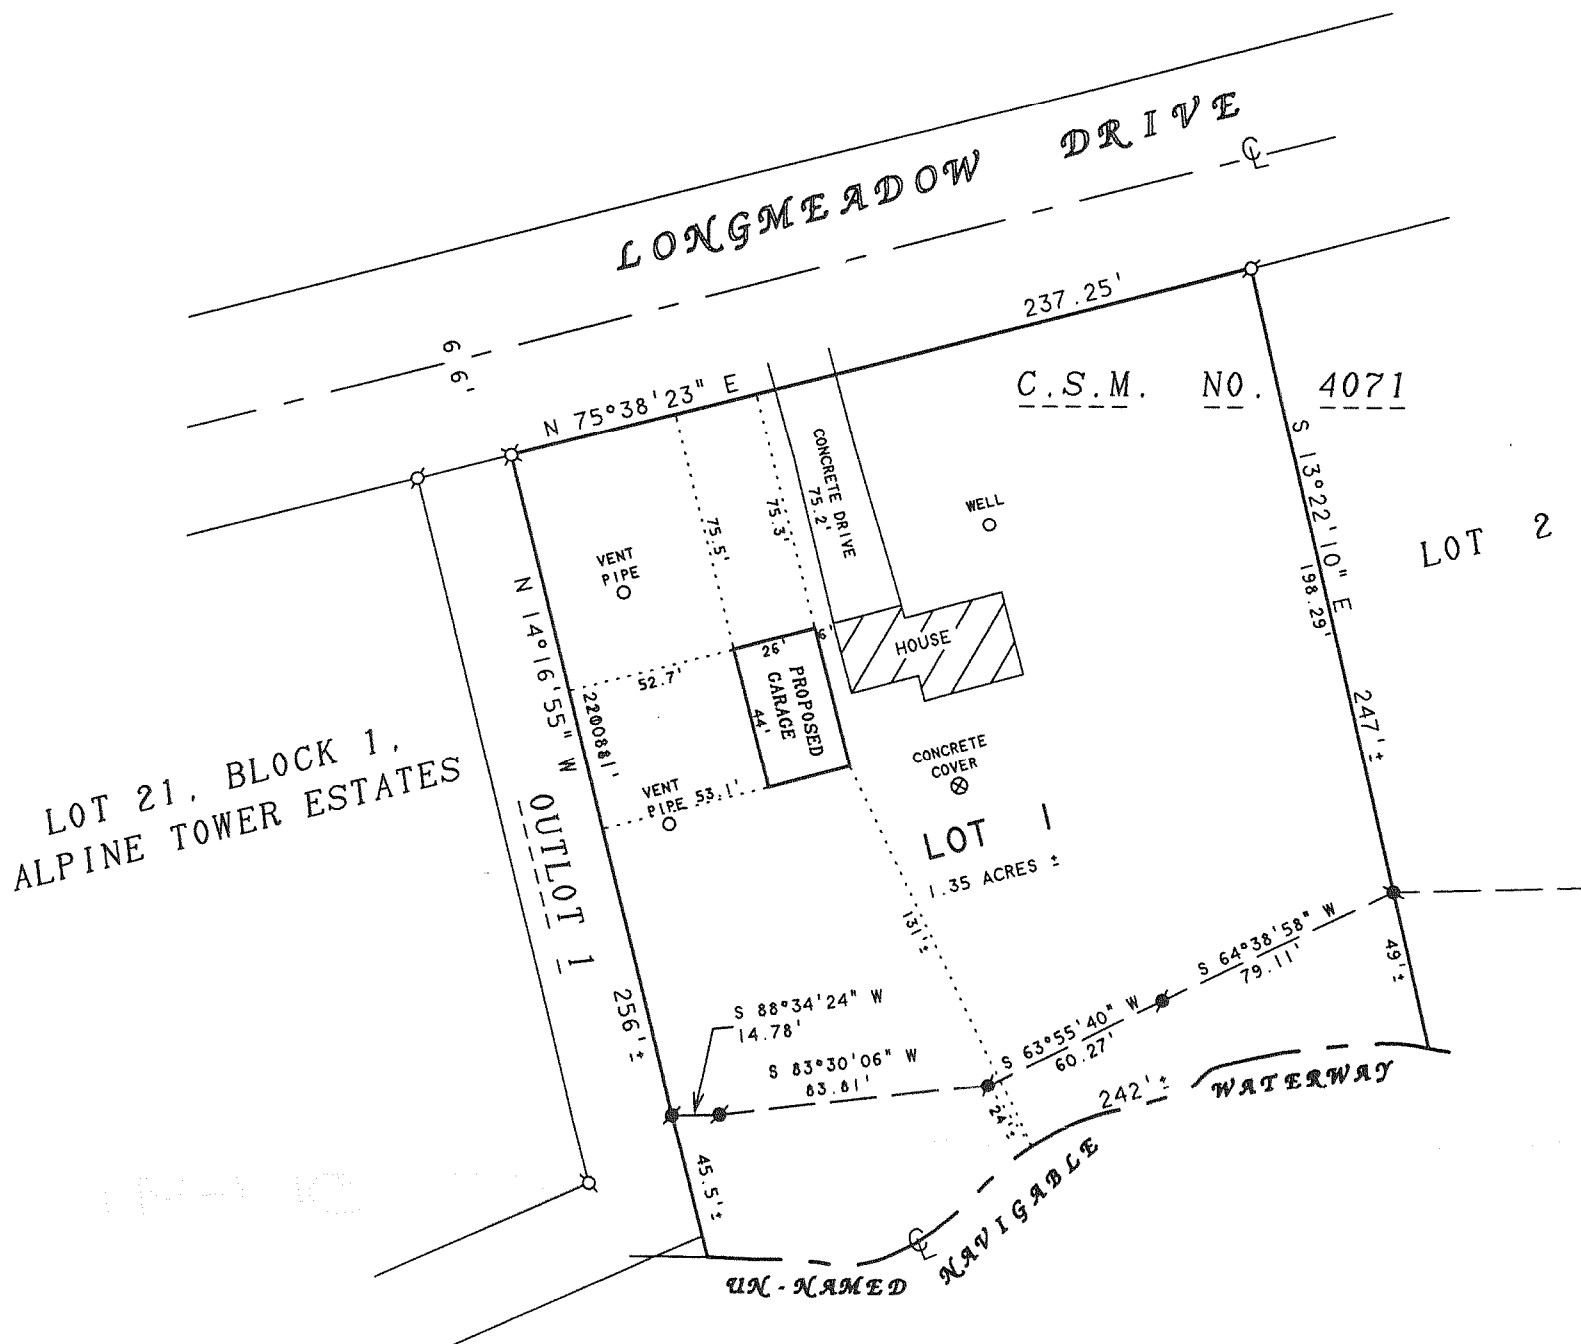 LONGMEADOW DRIVE
℄
66'
237.25'
N 75°38'23" E
C.S.M. NO. 4071
S 13°22'10" E
198.29'
247'±
LOT 2
CONCRETE DRIVE
75.2'
75.3'
75.5'
WELL
VENT
PIPE
N 14°16'55" W
52.7'
26'
6'
HOUSE
PROPOSED
GARAGE
44'
CONCRETE
COVER
VENT
PIPE
53.1'
LOT 21, BLOCK 1,
ALPINE TOWER ESTATES
OUTLOT 1
LOT 1
1.35 ACRES ±
131'±
256'±
S 88°34'24" W
14.78'
S 83°30'06" W
83.81'
S 63°55'40" W
60.27'
S 64°38'58" W
79.11'
49'±
24'±
242'±
45.5'±
℄
UN-NAMED NAVIGABLE WATERWAY